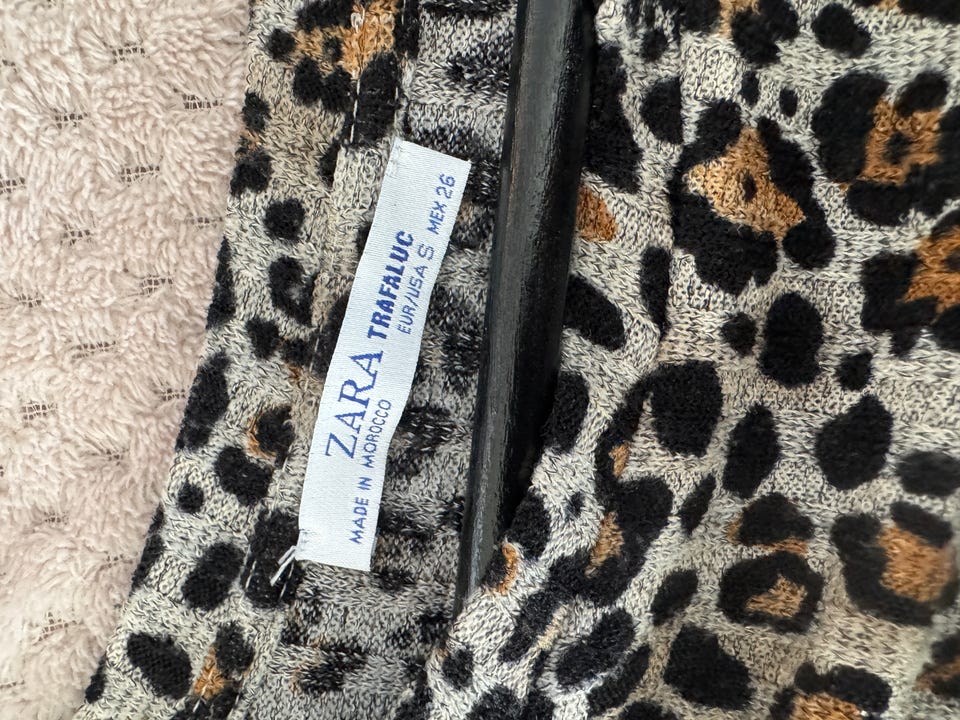 ZARA TRAFALUC
MADE IN MOROCCO EUR/USA S MEX 26